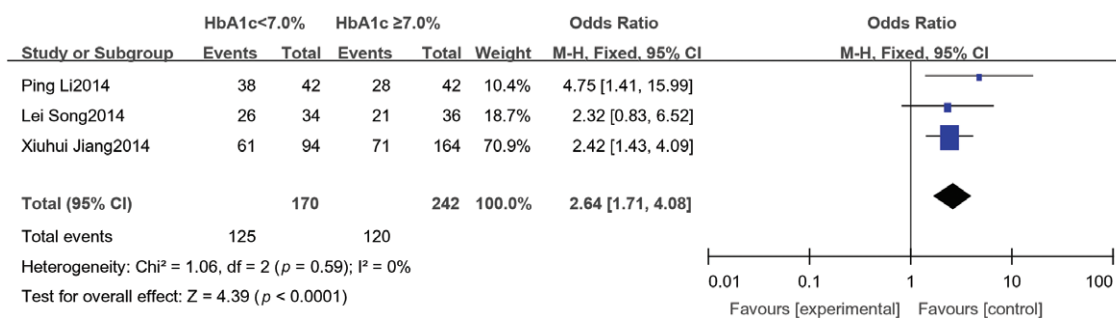 HbA1c<7.0% HbA1c ≥7.0% Odds Ratio Odds Ratio
Study or Subgroup Events Total Events Total Weight M-H, Fixed, 95% CI M-H, Fixed, 95% CI
Ping Li2014 38 42 28 42 10.4% 4.75 [1.41, 15.99]
Lei Song2014 26 34 21 36 18.7% 2.32 [0.83, 6.52]
Xiuhui Jiang2014 61 94 71 164 70.9% 2.42 [1.43, 4.09]
Total (95% CI) 170 242 100.0% 2.64 [1.71, 4.08]
Total events 125 120
Heterogeneity: Chi² = 1.06, df = 2 (p = 0.59); I² = 0%
Test for overall effect: Z = 4.39 (p < 0.0001)
0.01 0.1 1 10 100
Favours [experimental] Favours [control]